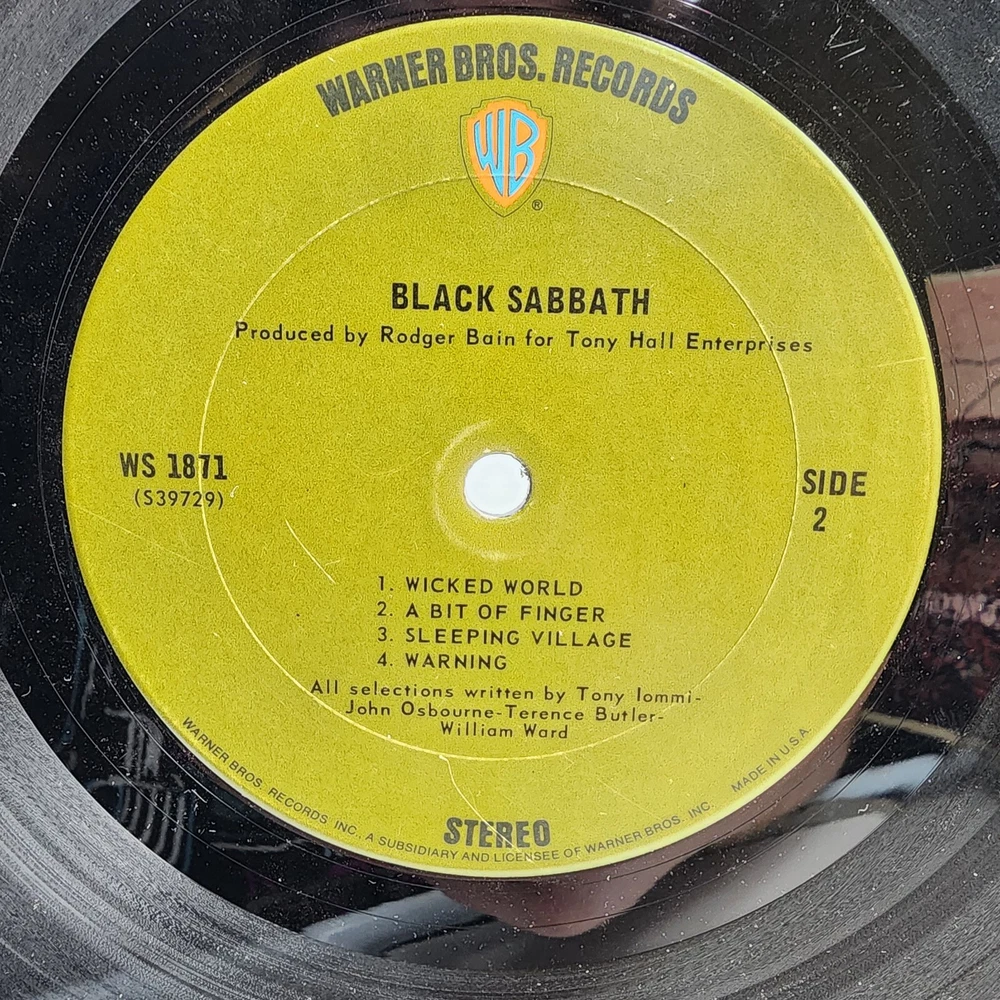 WARNER BROS. RECORDS
WB
®
BLACK SABBATH
Produced by Rodger Bain for Tony Hall Enterprises
WS 1871
(S39729)
SIDE
2
1. WICKED WORLD
2. A BIT OF FINGER
3. SLEEPING VILLAGE
4. WARNING
All selections written by Tony Iommi-
John Osbourne-Terence Butler-
William Ward
STEREO
WARNER BROS. RECORDS, INC., A SUBSIDIARY AND LICENSEE OF WARNER BROS. INC. MADE IN U.S.A.